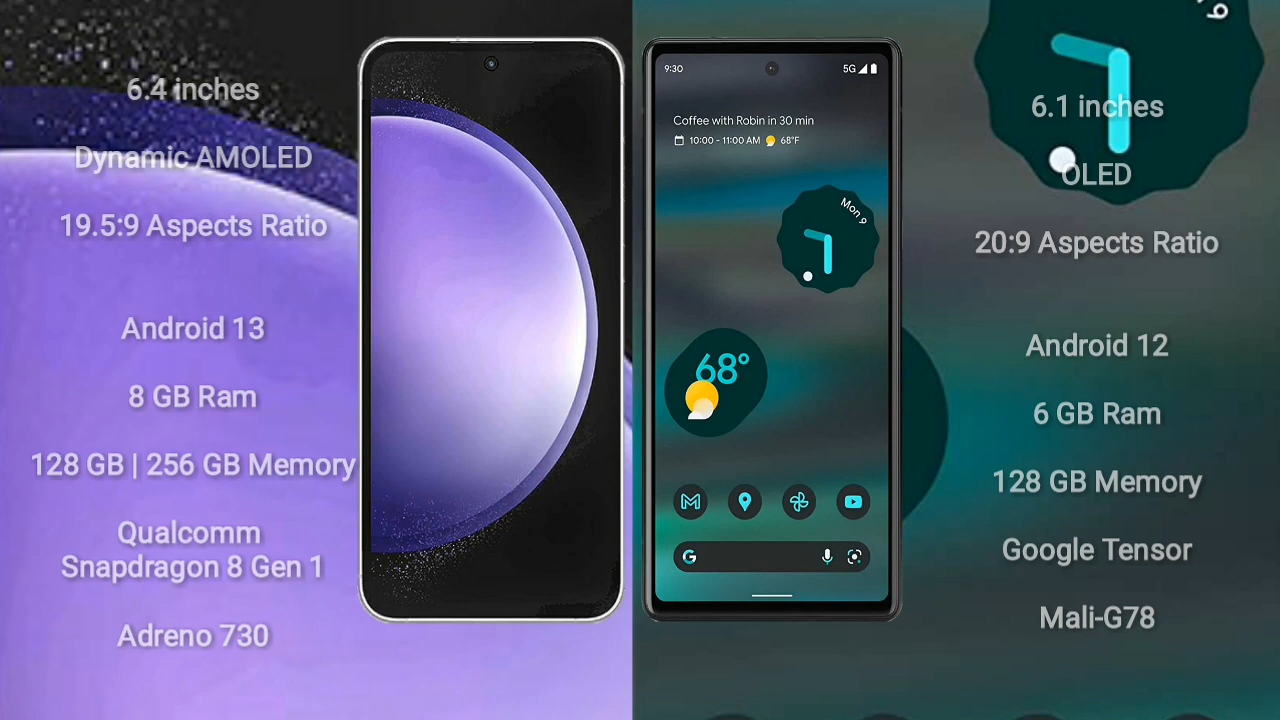 6.4 inches
Dynamic AMOLED
19.5:9 Aspects Ratio
Android 13
8 GB Ram
128 GB | 256 GB Memory
Qualcomm
Snapdragon 8 Gen 1
Adreno 730
9:30
5G
Coffee with Robin in 30 min
10:00 - 11:00 AM 68°F
Mon 9
68°
G
9
6.1 inches
OLED
20:9 Aspects Ratio
Android 12
6 GB Ram
128 GB Memory
Google Tensor
Mali-G78